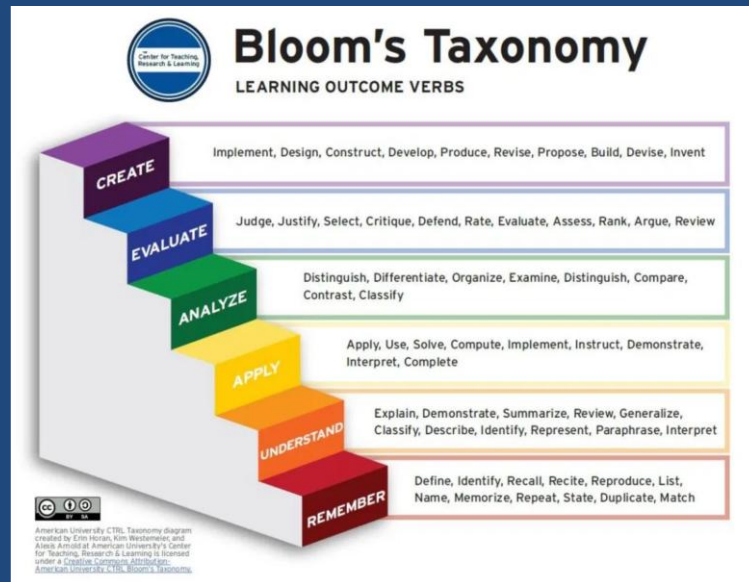 Center for Teaching,
Research & Learning
Bloom's Taxonomy
LEARNING OUTCOME VERBS
CREATE
Implement, Design, Construct, Develop, Produce, Revise, Propose, Build, Devise, Invent
EVALUATE
Judge, Justify, Select, Critique, Defend, Rate, Evaluate, Assess, Rank, Argue, Review
ANALYZE
Distinguish, Differentiate, Organize, Examine, Distinguish, Compare,
Contrast, Classify
APPLY
Apply, Use, Solve, Compute, Implement, Instruct, Demonstrate,
Interpret, Complete
UNDERSTAND
Explain, Demonstrate, Summarize, Review, Generalize,
Classify, Describe, Identify, Represent, Paraphrase, Interpret
REMEMBER
Define, Identify, Recall, Recite, Reproduce, List,
Name, Memorize, Repeat, State, Duplicate, Match
cc
BY SA
American University CTRL Taxonomy diagram
created by Erin Horan, Kim Westemeier, and
Alexis Arnold at American University's Center
for Teaching, Research & Learning is licensed
under a Creative Commons Attribution-
American University CTRL Bloom's Taxonomy.